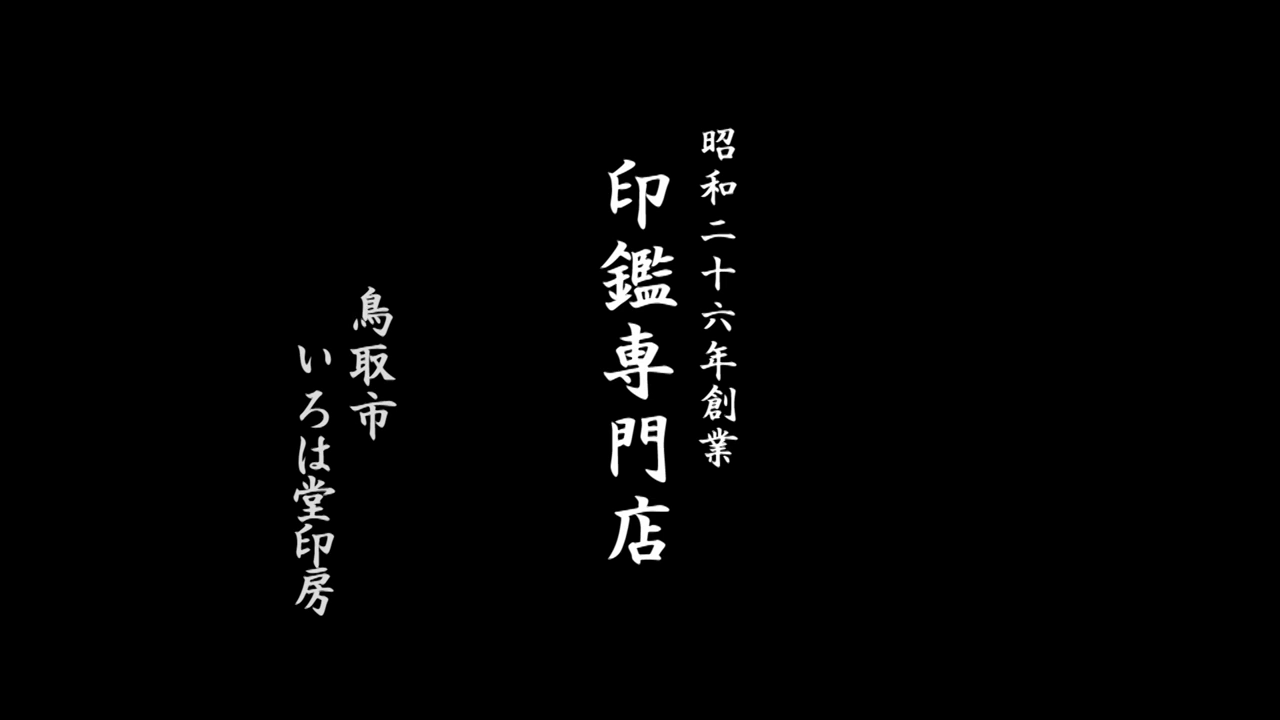 昭和二十六年創業
印鑑専門店
鳥取市
いろは堂印房